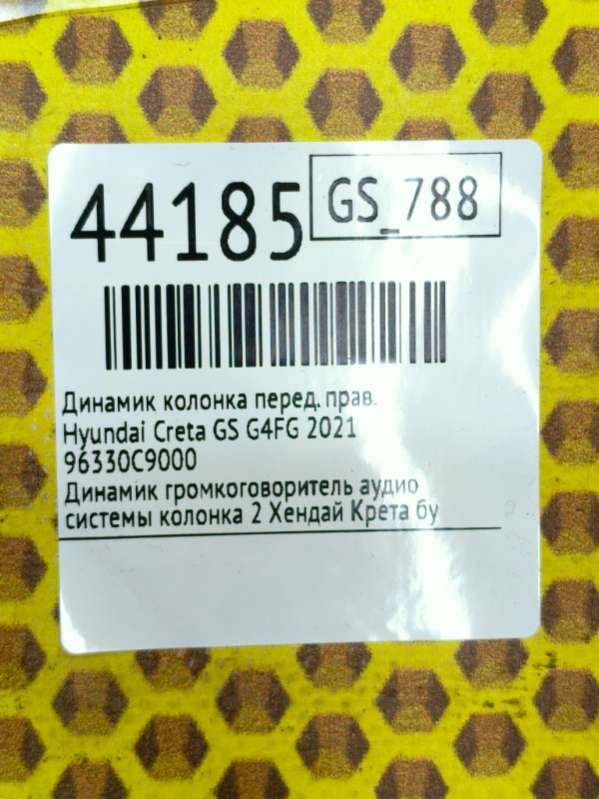 44185
GS_788
Динамик колонка перед. прав.
Hyundai Creta GS G4FG 2021
96330C9000
Динамик громкоговоритель аудио
системы колонка 2 Хендай Крета бу